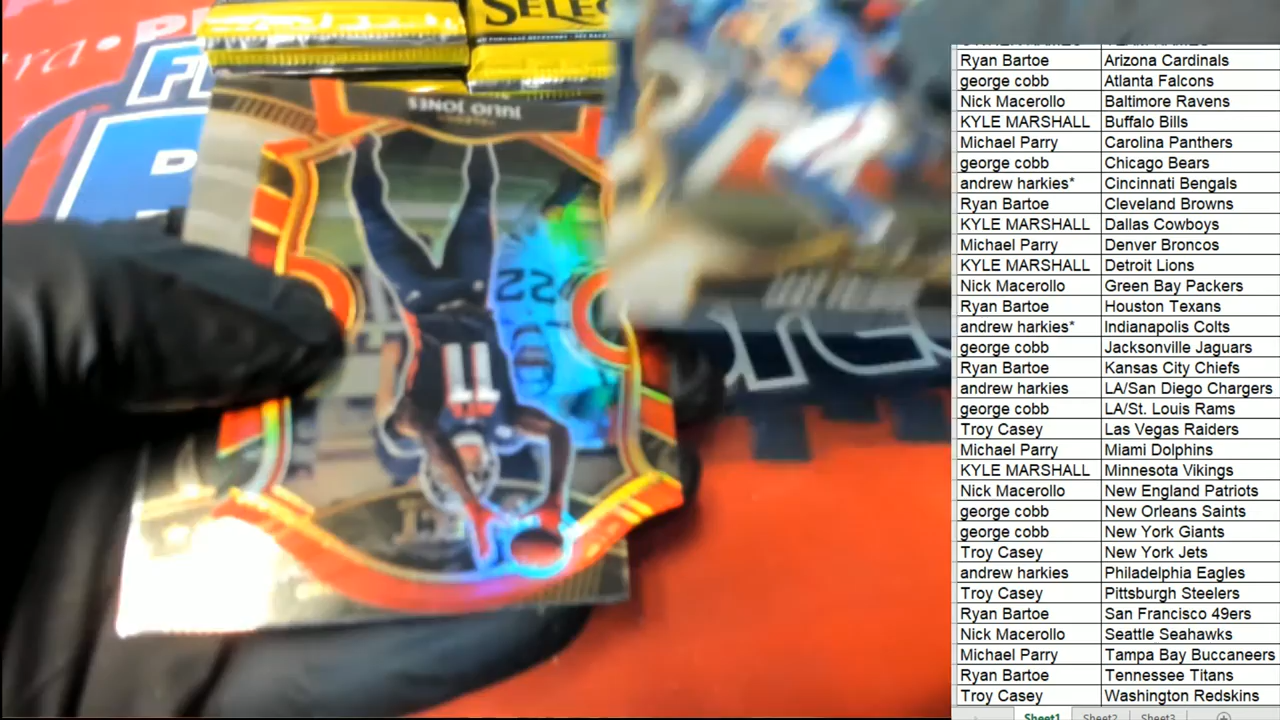 SELEC
JULIO JONES
Ryan Bartoe Arizona Cardinals
george cobb Atlanta Falcons
Nick Macerollo Baltimore Ravens
KYLE MARSHALL Buffalo Bills
Michael Parry Carolina Panthers
george cobb Chicago Bears
andrew harkies* Cincinnati Bengals
Ryan Bartoe Cleveland Browns
KYLE MARSHALL Dallas Cowboys
Michael Parry Denver Broncos
KYLE MARSHALL Detroit Lions
Nick Macerollo Green Bay Packers
Ryan Bartoe Houston Texans
andrew harkies* Indianapolis Colts
george cobb Jacksonville Jaguars
Ryan Bartoe Kansas City Chiefs
andrew harkies LA/San Diego Chargers
george cobb LA/St. Louis Rams
Troy Casey Las Vegas Raiders
Michael Parry Miami Dolphins
KYLE MARSHALL Minnesota Vikings
Nick Macerollo New England Patriots
george cobb New Orleans Saints
george cobb New York Giants
Troy Casey New York Jets
andrew harkies Philadelphia Eagles
Troy Casey Pittsburgh Steelers
Ryan Bartoe San Francisco 49ers
Nick Macerollo Seattle Seahawks
Michael Parry Tampa Bay Buccaneers
Ryan Bartoe Tennessee Titans
Troy Casey Washington Redskins
Sheet1 Sheet2 Sheet3